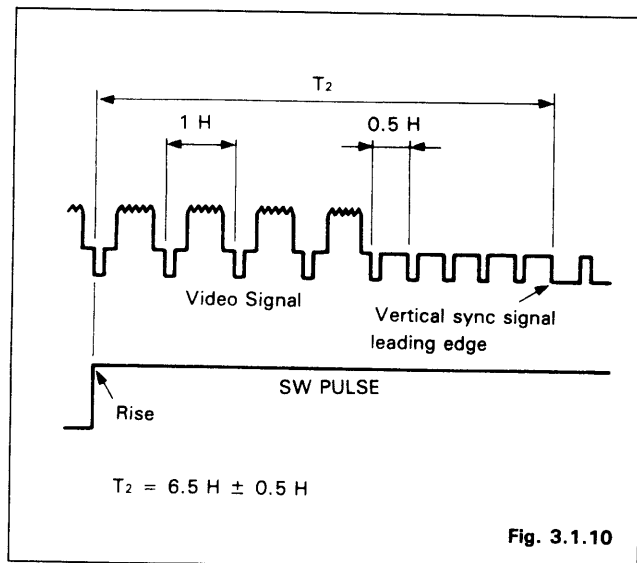 T₂
1 H
0.5 H
Video Signal
Vertical sync signal
leading edge
SW PULSE
Rise
T₂ = 6.5 H ± 0.5 H
Fig. 3.1.10